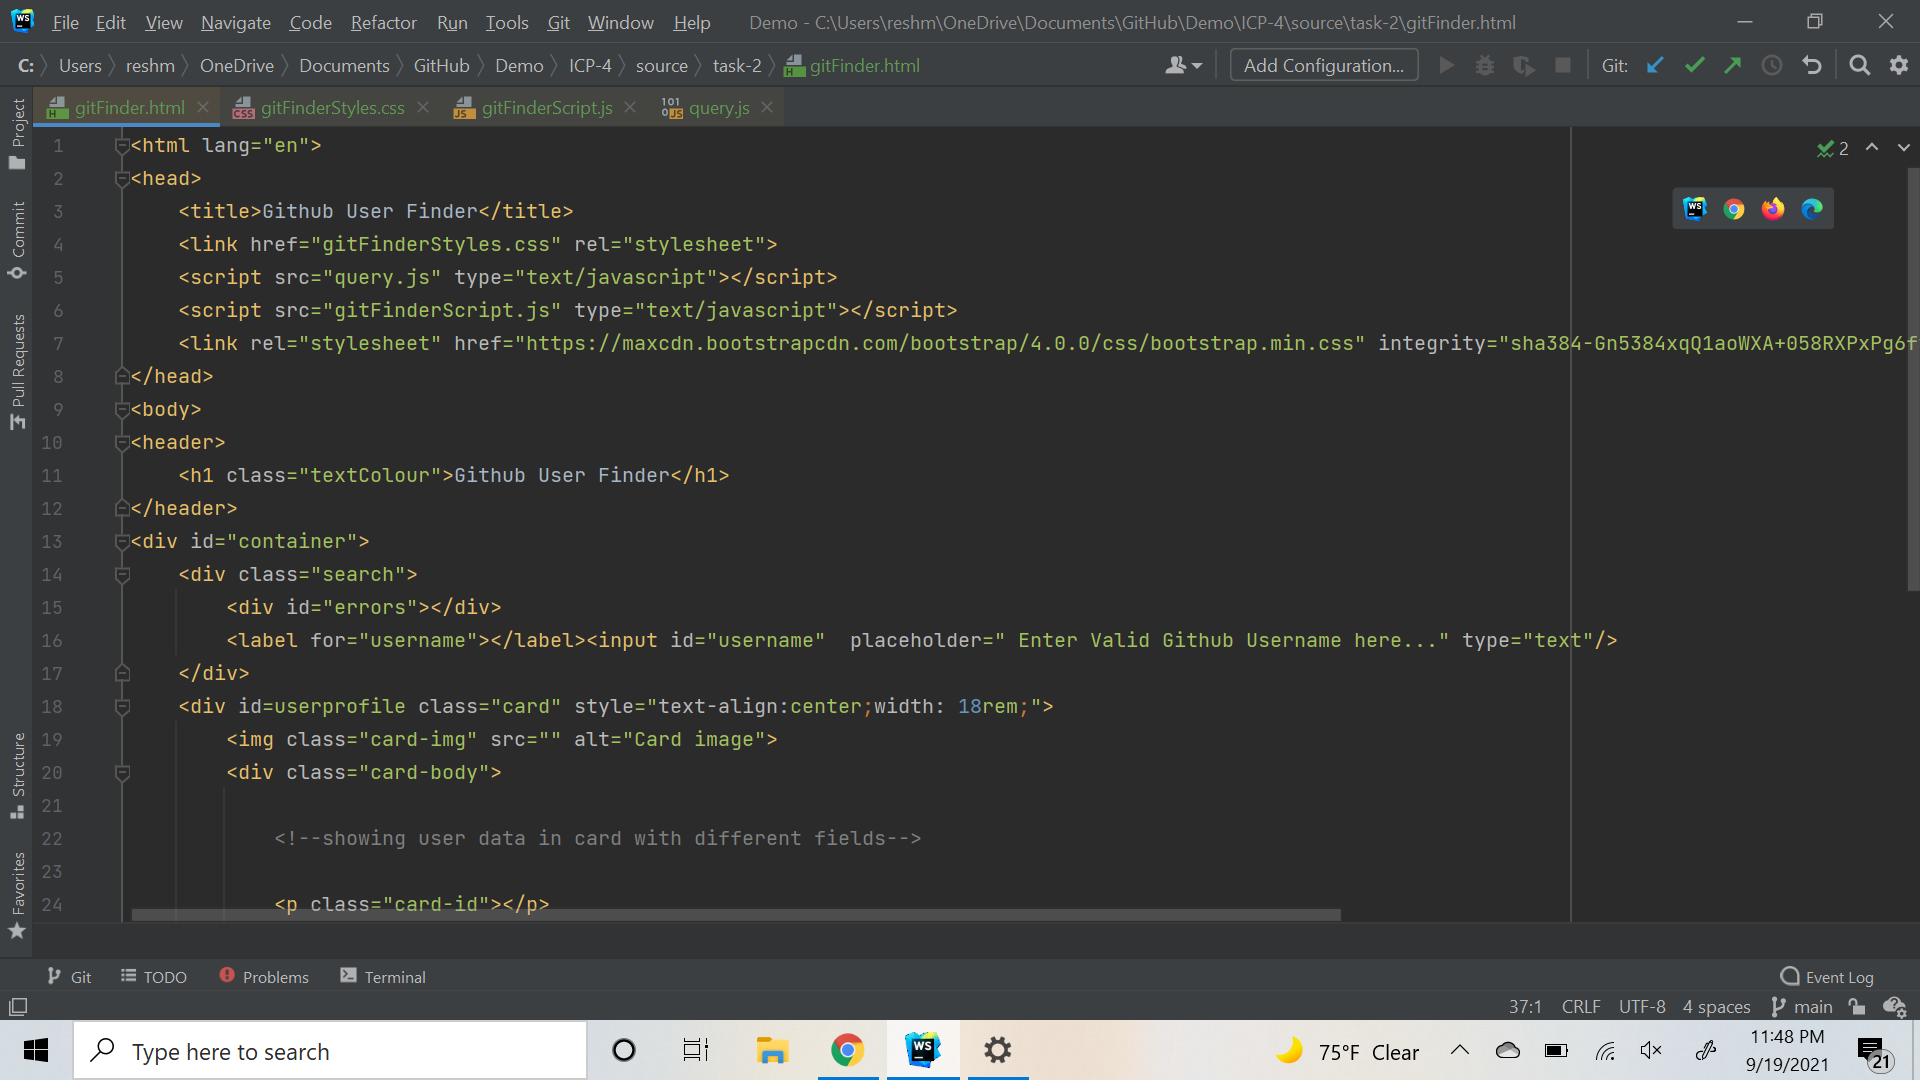 File Edit View Navigate Code Refactor Run Tools Git Window Help Demo - C:\Users\reshm\OneDrive\Documents\GitHub\Demo\ICP-4\source\task-2\gitFinder.html
C: Users reshm OneDrive Documents GitHub Demo ICP-4 source task-2 gitFinder.html Add Configuration... Git:
gitFinder.html gitFinderStyles.css gitFinderScript.js query.js
Project
Commit
Pull Requests
Structure
Favorites
2
1 <html lang="en">
2 <head>
3 <title>Github User Finder</title>
4 <link href="gitFinderStyles.css" rel="stylesheet">
5 <script src="query.js" type="text/javascript"></script>
6 <script src="gitFinderScript.js" type="text/javascript"></script>
7 <link rel="stylesheet" href="https://maxcdn.bootstrapcdn.com/bootstrap/4.0.0/css/bootstrap.min.css" integrity="sha384-Gn5384xqQ1aoWXA+058RXPxPg6f
8 </head>
9 <body>
10 <header>
11 <h1 class="textColour">Github User Finder</h1>
12 </header>
13 <div id="container">
14 <div class="search">
15 <div id="errors"></div>
16 <label for="username"></label><input id="username"  placeholder=" Enter Valid Github Username here..." type="text"/>
17 </div>
18 <div id=userprofile class="card" style="text-align:center;width: 18rem;">
19 <img class="card-img" src="" alt="Card image">
20 <div class="card-body">
21
22 <!--showing user data in card with different fields-->
23
24 <p class="card-id"></p>
Git TODO Problems Terminal Event Log
37:1 CRLF UTF-8 4 spaces main
Type here to search
75°F Clear
11:48 PM
9/19/2021
21